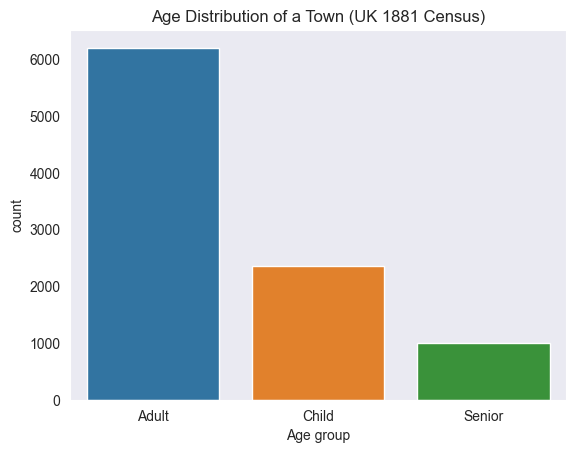 Age Distribution of a Town (UK 1881 Census)
count
6000
5000
4000
3000
2000
1000
0
Adult Child Senior
Age group